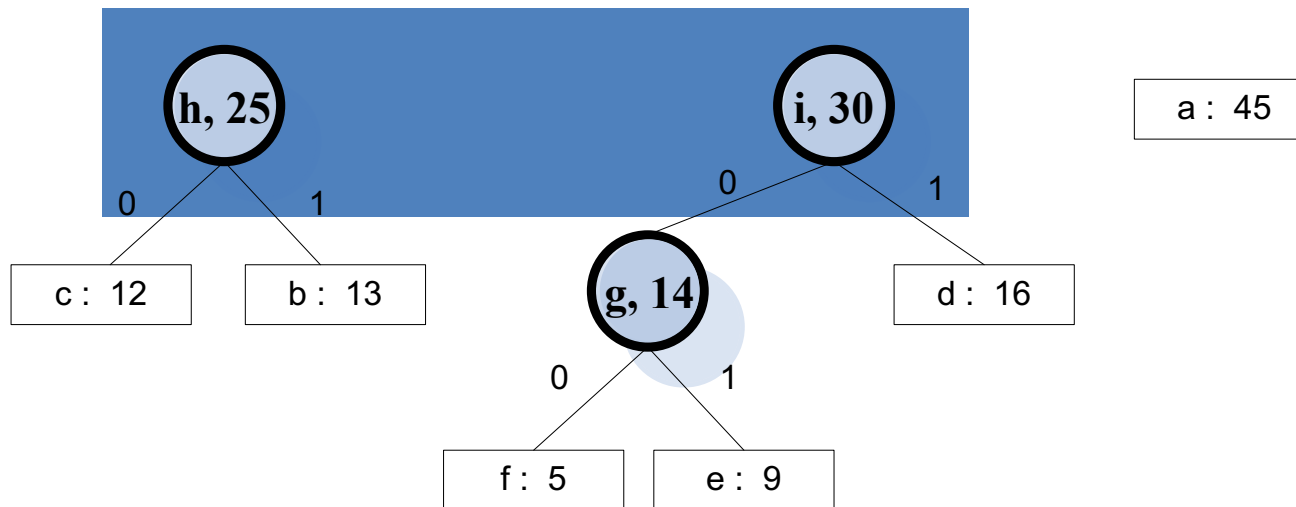 h, 25
i, 30
a : 45
0
1
0
1
c : 12
b : 13
g, 14
d : 16
0
1
f : 5
e : 9